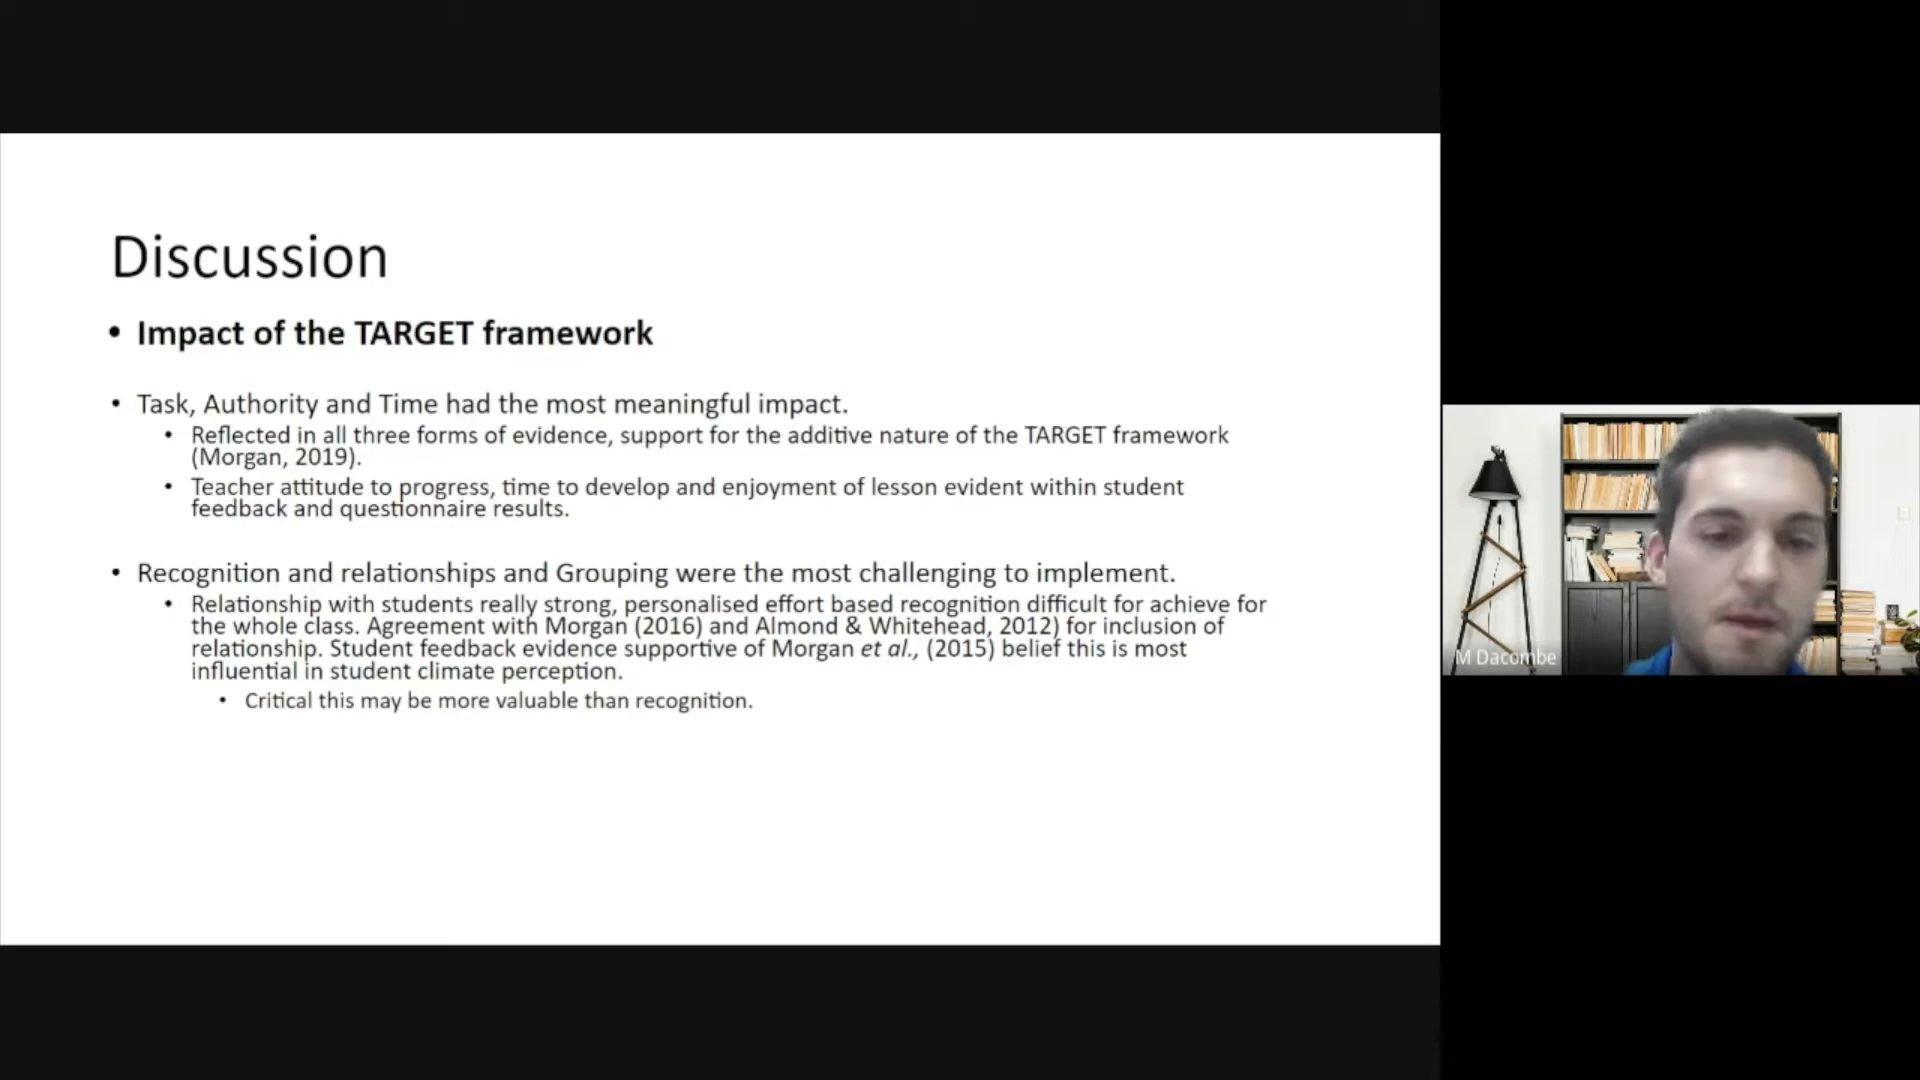 Discussion
• Impact of the TARGET framework
• Task, Authority and Time had the most meaningful impact.
• Reflected in all three forms of evidence, support for the additive nature of the TARGET framework
(Morgan, 2019).
• Teacher attitude to progress, time to develop and enjoyment of lesson evident within student
feedback and questionnaire results.
• Recognition and relationships and Grouping were the most challenging to implement.
• Relationship with students really strong, personalised effort based recognition difficult for achieve for
the whole class. Agreement with Morgan (2016) and Almond & Whitehead, 2012) for inclusion of
relationship. Student feedback evidence supportive of Morgan et al., (2015) belief this is most
influential in student climate perception.
• Critical this may be more valuable than recognition.
M Dacombe